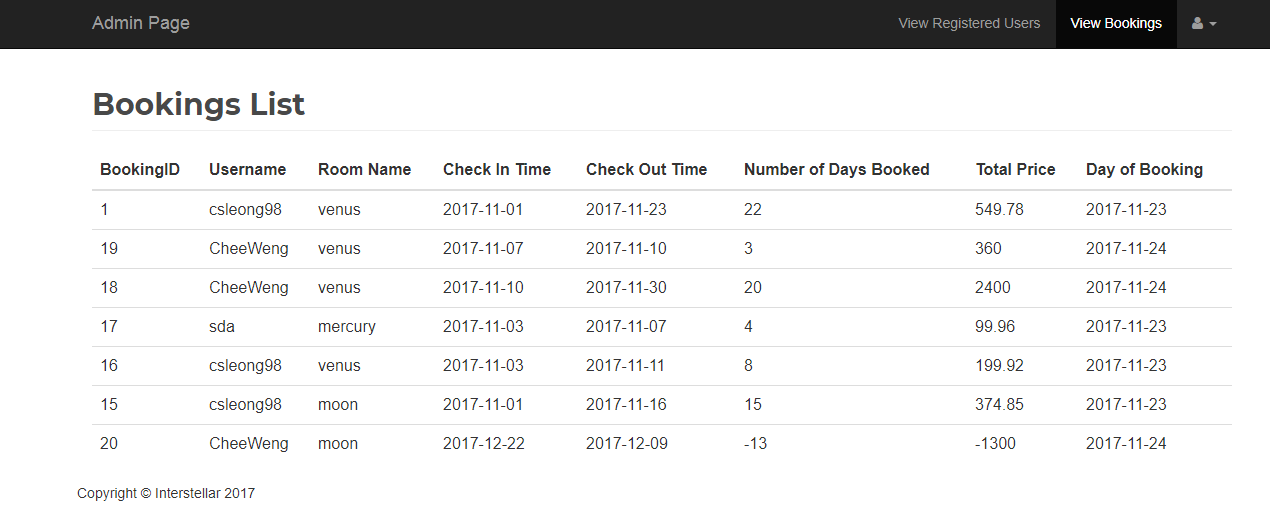 Admin Page View Registered Users View Bookings
Bookings List
BookingID Username Room Name Check In Time Check Out Time Number of Days Booked Total Price Day of Booking
1 csleong98 venus 2017-11-01 2017-11-23 22 549.78 2017-11-23
19 CheeWeng venus 2017-11-07 2017-11-10 3 360 2017-11-24
18 CheeWeng venus 2017-11-10 2017-11-30 20 2400 2017-11-24
17 sda mercury 2017-11-03 2017-11-07 4 99.96 2017-11-23
16 csleong98 venus 2017-11-03 2017-11-11 8 199.92 2017-11-23
15 csleong98 moon 2017-11-01 2017-11-16 15 374.85 2017-11-23
20 CheeWeng moon 2017-12-22 2017-12-09 -13 -1300 2017-11-24
Copyright © Interstellar 2017